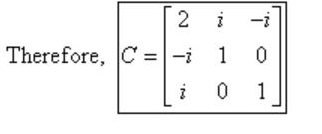 Therefore, C = [ 2 i -i
-i 1 0
i 0 1 ]